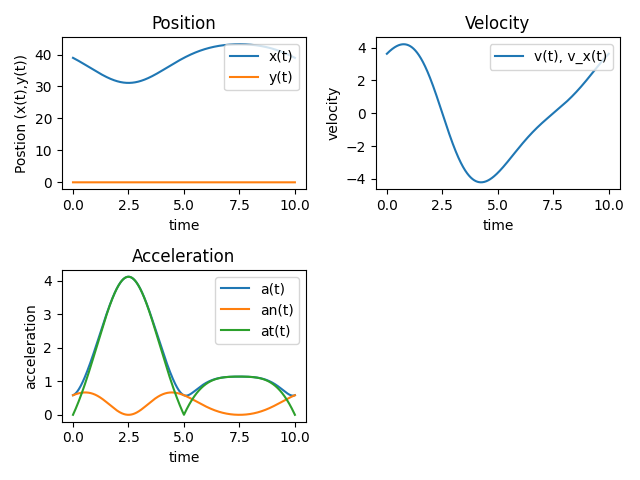 Position
Postion (x(t),y(t))
40
30
20
10
0
x(t)
y(t)
0.0 2.5 5.0 7.5 10.0
time
Velocity
velocity
4
2
0
−2
−4
v(t), v_x(t)
0.0 2.5 5.0 7.5 10.0
time
Acceleration
acceleration
4
3
2
1
0
a(t)
an(t)
at(t)
0.0 2.5 5.0 7.5 10.0
time